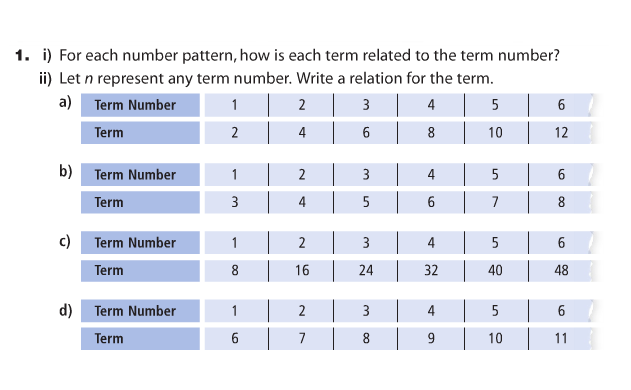 1. i) For each number pattern, how is each term related to the term number?
ii) Let n represent any term number. Write a relation for the term.
a) Term Number 1 2 3 4 5 6
Term 2 4 6 8 10 12
b) Term Number 1 2 3 4 5 6
Term 3 4 5 6 7 8
c) Term Number 1 2 3 4 5 6
Term 8 16 24 32 40 48
d) Term Number 1 2 3 4 5 6
Term 6 7 8 9 10 11